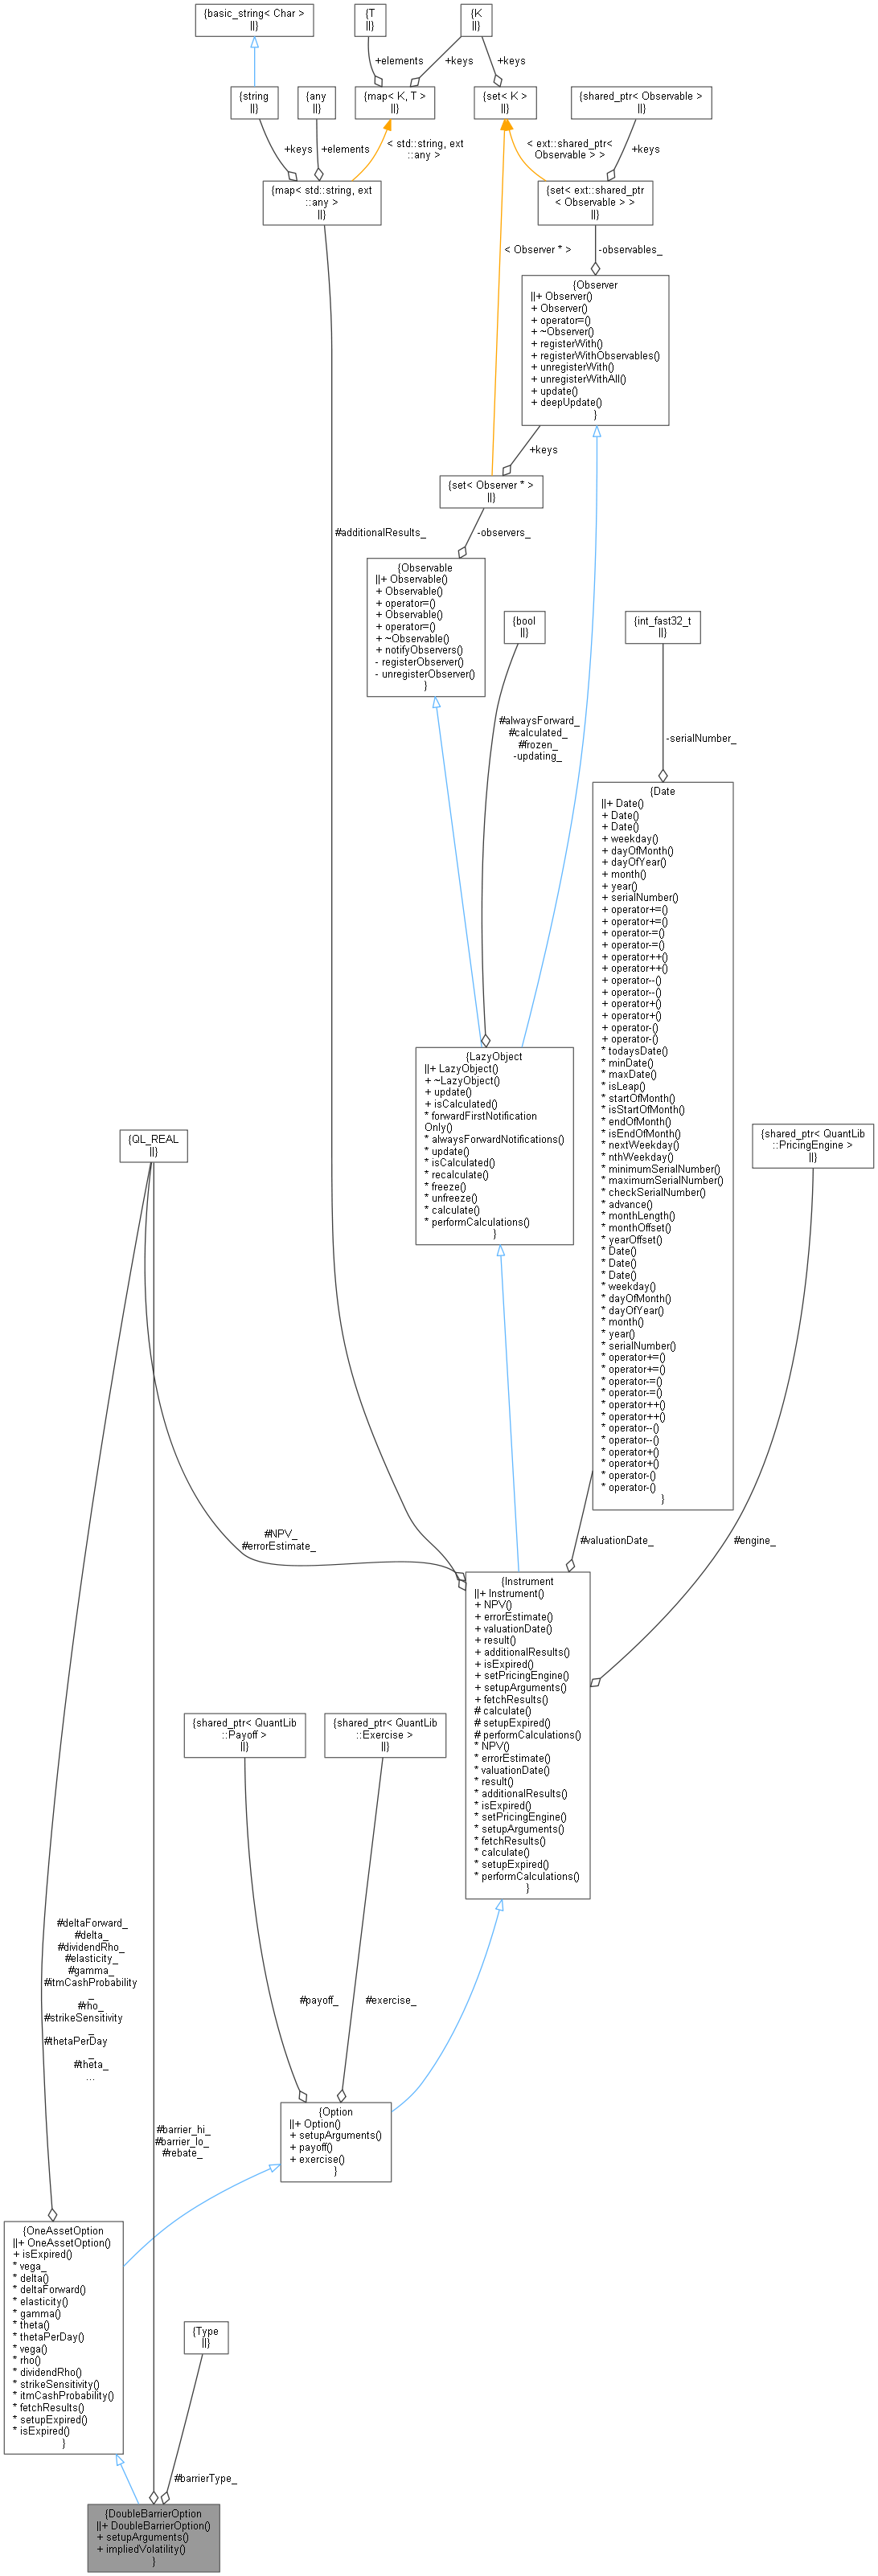 {basic_string< Char >
||}
{T
||}
{K
||}
+elements
+keys
+keys
{string
||}
{any
||}
{map< K, T >
||}
{set< K >
||}
{shared_ptr< Observable >
||}
+keys
+elements
< std::string, ext
::any >
< ext::shared_ptr<
Observable > >
+keys
{map< std::string, ext
::any >
||}
{set< ext::shared_ptr
< Observable > >
||}
< Observer * >
-observables_
{Observer
||+ Observer()
+ Observer()
+ operator=()
+ ~Observer()
+ registerWith()
+ registerWithObservables()
+ unregisterWith()
+ unregisterWithAll()
+ update()
+ deepUpdate()
}
+keys
{set< Observer * >
||}
#additionalResults_
-observers_
{Observable
||+ Observable()
+ Observable()
+ operator=()
+ Observable()
+ operator=()
+ ~Observable()
+ notifyObservers()
- registerObserver()
- unregisterObserver()
}
{bool
||}
{int_fast32_t
||}
#alwaysForward_
#calculated_
#frozen_
-updating_
-serialNumber_
{Date
||+ Date()
+ Date()
+ Date()
+ weekday()
+ dayOfMonth()
+ dayOfYear()
+ month()
+ year()
+ serialNumber()
+ operator+=()
+ operator+=()
+ operator-=()
+ operator-=()
+ operator++()
+ operator++()
+ operator--()
+ operator--()
+ operator+()
+ operator+()
+ operator-()
+ operator-()
* todaysDate()
* minDate()
* maxDate()
* isLeap()
* startOfMonth()
* isStartOfMonth()
* endOfMonth()
* isEndOfMonth()
* nextWeekday()
* nthWeekday()
* minimumSerialNumber()
* maximumSerialNumber()
* checkSerialNumber()
* advance()
* monthLength()
* monthOffset()
* yearOffset()
* Date()
* Date()
* Date()
* weekday()
* dayOfMonth()
* dayOfYear()
* month()
* year()
* serialNumber()
* operator+=()
* operator+=()
* operator-=()
* operator-=()
* operator++()
* operator++()
* operator--()
* operator--()
* operator+()
* operator+()
* operator-()
* operator-()
}
{LazyObject
||+ LazyObject()
+ ~LazyObject()
+ update()
+ isCalculated()
* forwardFirstNotification
Only()
* alwaysForwardNotifications()
* update()
* isCalculated()
* recalculate()
* freeze()
* unfreeze()
* calculate()
* performCalculations()
}
{QL_REAL
||}
{shared_ptr< QuantLib
::PricingEngine >
||}
#NPV_
#errorEstimate_
#valuationDate_
#engine_
{Instrument
||+ Instrument()
+ NPV()
+ errorEstimate()
+ valuationDate()
+ result()
+ additionalResults()
+ isExpired()
+ setPricingEngine()
+ setupArguments()
+ fetchResults()
# calculate()
# setupExpired()
# performCalculations()
* NPV()
* errorEstimate()
* valuationDate()
* result()
* additionalResults()
* isExpired()
* setPricingEngine()
* setupArguments()
* fetchResults()
* calculate()
* setupExpired()
* performCalculations()
}
{shared_ptr< QuantLib
::Payoff >
||}
{shared_ptr< QuantLib
::Exercise >
||}
#deltaForward_
#delta_
#dividendRho_
#elasticity_
#gamma_
#itmCashProbability
_
#rho_
#strikeSensitivity
_
#thetaPerDay
_
#theta_
...
#payoff_
#exercise_
{Option
||+ Option()
+ setupArguments()
+ payoff()
+ exercise()
}
#barrier_hi_
#barrier_lo_
#rebate_
{OneAssetOption
||+ OneAssetOption()
+ isExpired()
* vega_
* delta()
* deltaForward()
* elasticity()
* gamma()
* theta()
* thetaPerDay()
* vega()
* rho()
* dividendRho()
* strikeSensitivity()
* itmCashProbability()
* fetchResults()
* setupExpired()
* isExpired()
}
{Type
||}
#barrierType_
{DoubleBarrierOption
||+ DoubleBarrierOption()
+ setupArguments()
+ impliedVolatility()
}